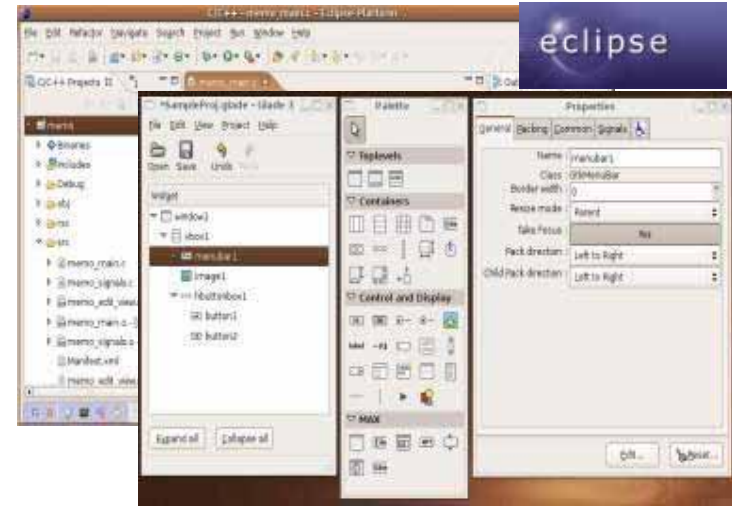 C/C++ - memo_main.c - Eclipse Platform
File Edit Refactor Navigate Search Project Run Window Help
eclipse
C/C++ Projects
memo_main.c
memo
Binaries
Includes
Debug
src
memo_main.c
memo_signals.c
memo_edit_view
memo_main.c
memo_signals.c
Manifest.xml
memo_edit_view
*SampleProj.glade - Glade 3
File Edit View Project Help
Open Save Undo
Widget
window1
vbox1
menubar1
image1
hbuttonbox1
button1
button2
Expand all Collapse all
Palette
Toplevels
Containers
Control and Display
MAX
Properties
General Packing Common Signals
Name menubar1
Class GtkMenuBar
Border width 0
Resize mode Parent
Take Focus No
Pack direction Left to Right
Child Pack direction Left to Right
Edit... Reset...